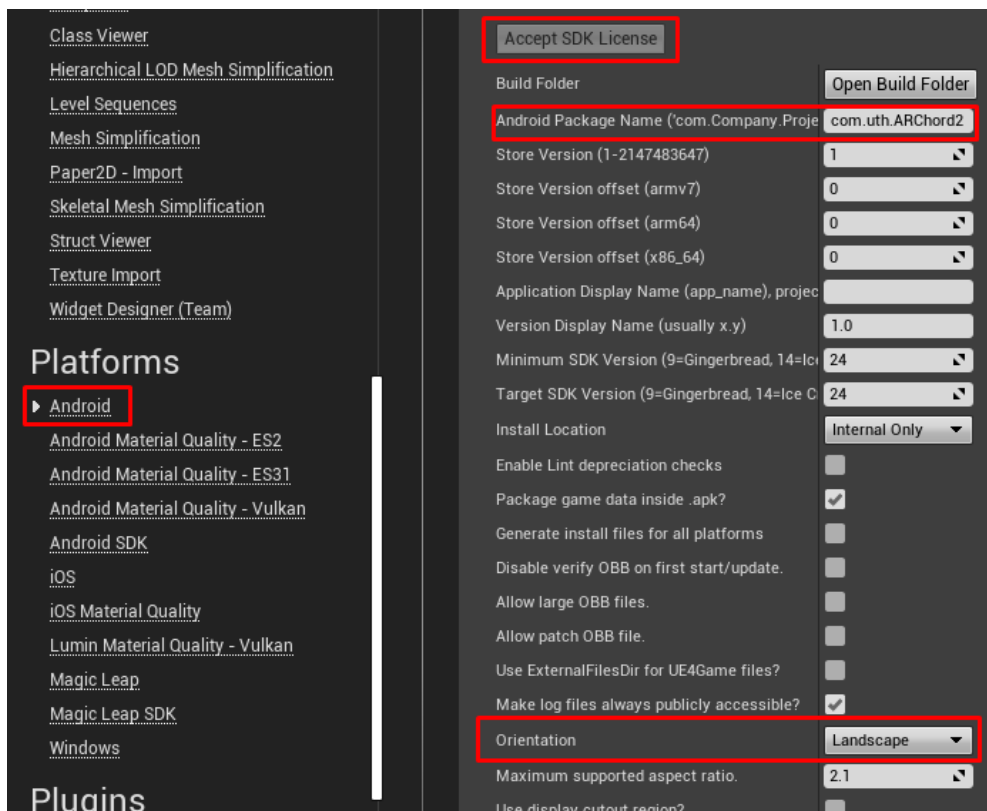 Class Viewer
Hierarchical LOD Mesh Simplification
Level Sequences
Mesh Simplification
Paper2D - Import
Skeletal Mesh Simplification
Struct Viewer
Texture Import
Widget Designer (Team)
Platforms
Android
Android Material Quality - ES2
Android Material Quality - ES31
Android Material Quality - Vulkan
Android SDK
iOS
iOS Material Quality
Lumin Material Quality - Vulkan
Magic Leap
Magic Leap SDK
Windows
Plugins
Accept SDK License
Build Folder Open Build Folder
Android Package Name ('com.Company.Proje com.uth.ARChord2
Store Version (1-2147483647) 1
Store Version offset (armv7) 0
Store Version offset (arm64) 0
Store Version offset (x86_64) 0
Application Display Name (app_name), projec
Version Display Name (usually x.y) 1.0
Minimum SDK Version (9=Gingerbread, 14=Ice 24
Target SDK Version (9=Gingerbread, 14=Ice C 24
Install Location Internal Only
Enable Lint depreciation checks
Package game data inside .apk?
Generate install files for all platforms
Disable verify OBB on first start/update.
Allow large OBB files.
Allow patch OBB file.
Use ExternalFilesDir for UE4Game files?
Make log files always publicly accessible?
Orientation Landscape
Maximum supported aspect ratio. 2.1
Use display cutout region?